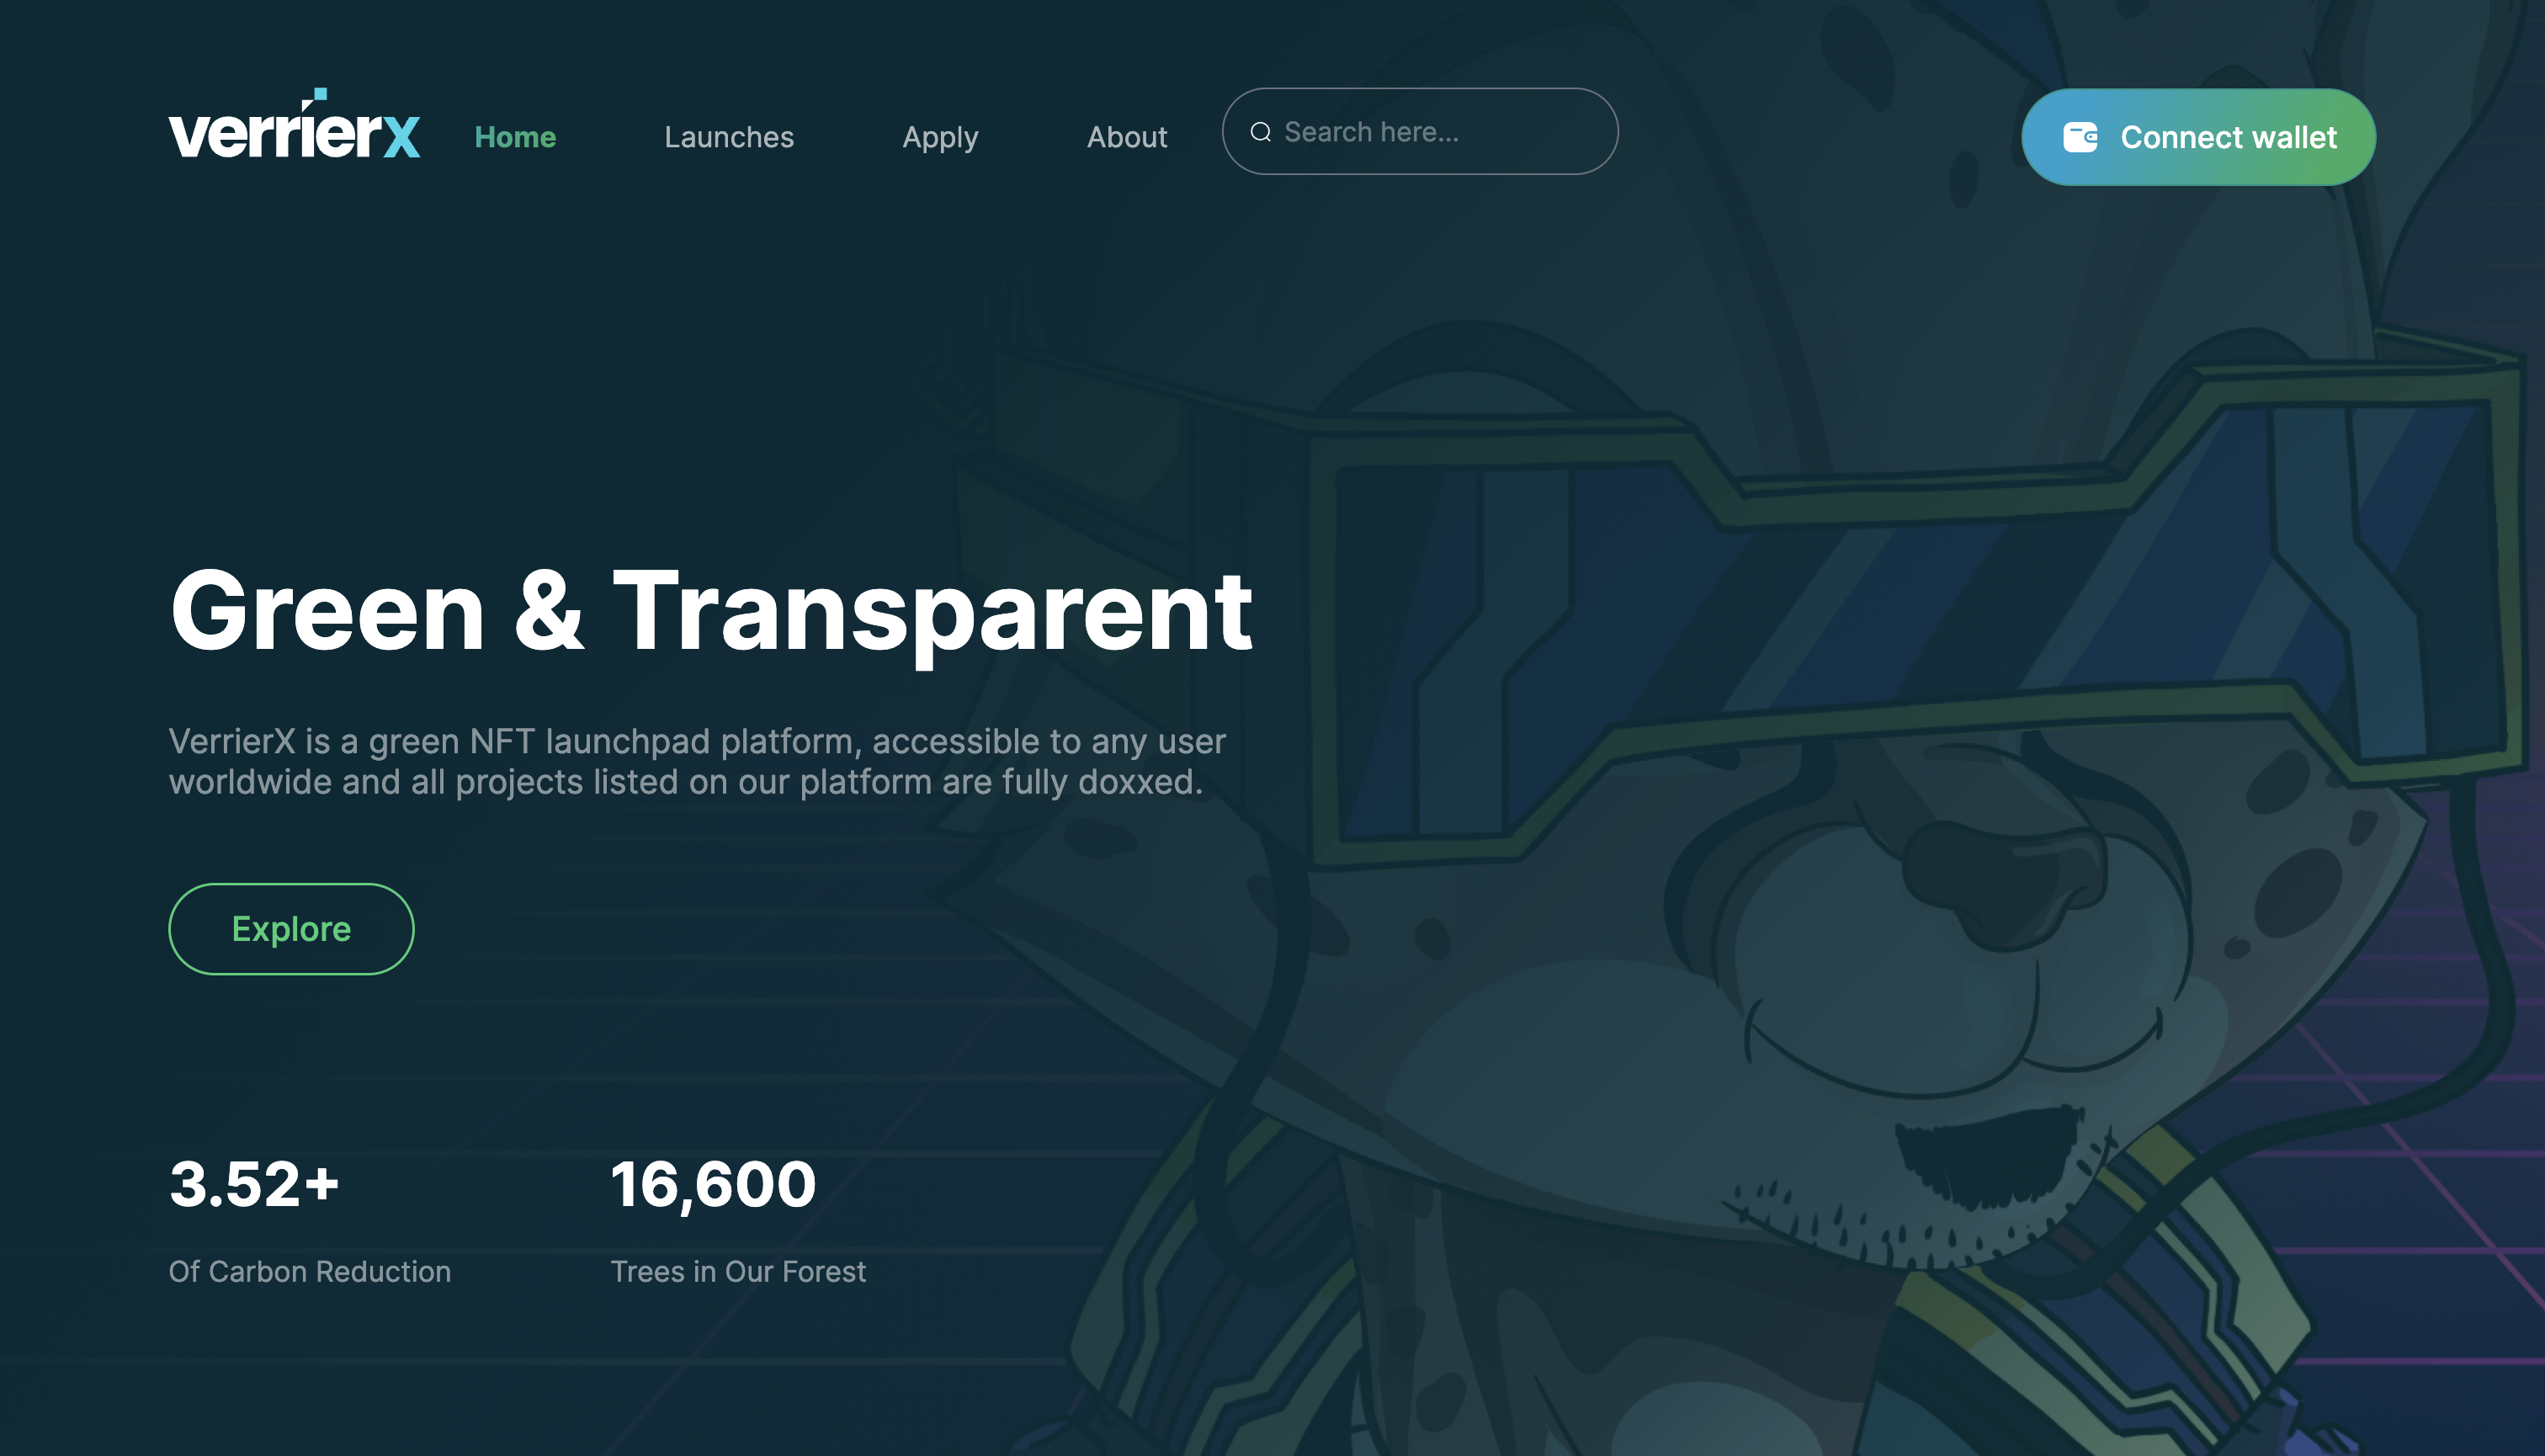 verrierx
Home
Launches
Apply
About
Search here...
Connect wallet
Green & Transparent
VerrierX is a green NFT launchpad platform, accessible to any user
worldwide and all projects listed on our platform are fully doxxed.
Explore
3.52+
16,600
Of Carbon Reduction
Trees in Our Forest